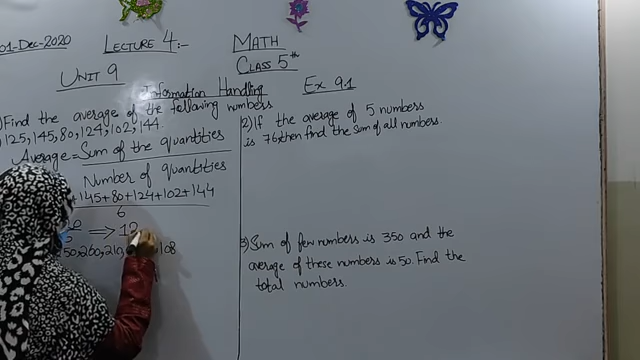 01-Dec-2020 LECTURE 4:- MATH
CLASS 5th
UNIT 9
Information Handling Ex 9.1
Find the average of the following numbers
125, 145, 80, 124, 102, 144
Average = Sum of the quantities
Number of quantities
+ 145 + 80 + 124 + 102 + 144
6
⇒ 12
260, 210, 108
2) If the average of 5 numbers
is 76, then find the sum of all numbers.
3) Sum of few numbers is 350 and the
average of these numbers is 50. Find the
total numbers.